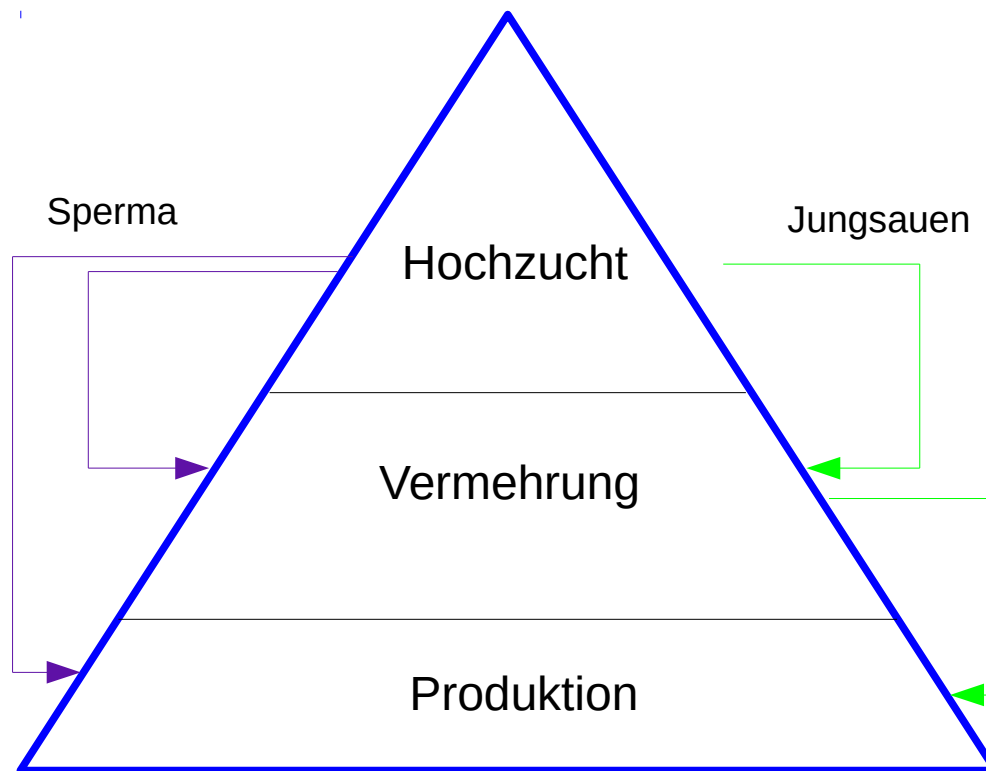 Sperma
Jungsauen
Hochzucht
Vermehrung
Produktion